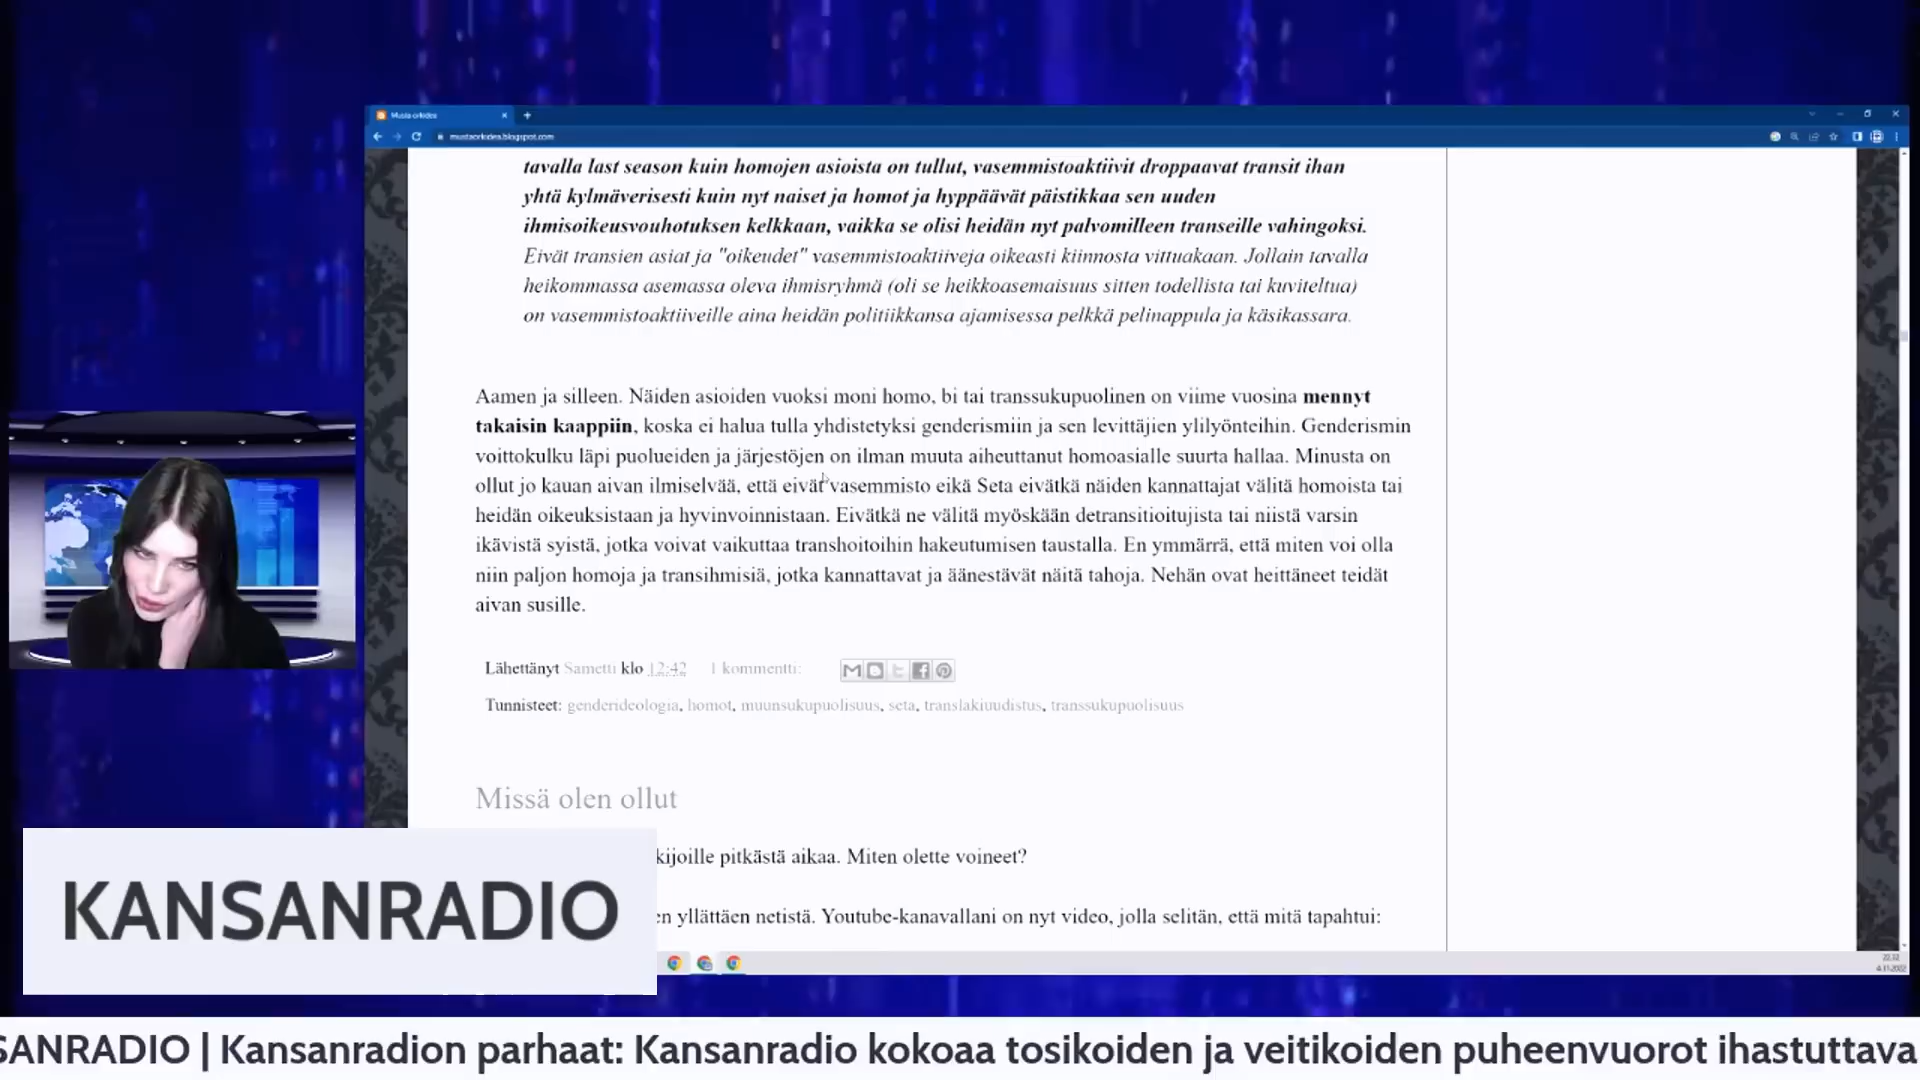 Musta orkidea
mustaorkidea.blogspot.com
tavalla last season kuin homojen asioista on tullut, vasemmistoaktiivit droppaavat transit ihan
yhtä kylmäverisesti kuin nyt naiset ja homot ja hyppäävät päistikkaa sen uuden
ihmisoikeusvouhotuksen kelkkaan, vaikka se olisi heidän nyt palvomilleen transeille vahingoksi.
Eivät transien asiat ja "oikeudet" vasemmistoaktiiveja oikeasti kiinnosta vittuakaan. Jollain tavalla
heikommassa asemassa oleva ihmisryhmä (oli se heikkoasemaisuus sitten todellista tai kuviteltua)
on vasemmistoaktiiveille aina heidän politiikkansa ajamisessa pelkkä pelinappula ja käsikassara.
Aamen ja silleen. Näiden asioiden vuoksi moni homo, bi tai transsukupuolinen on viime vuosina mennyt
takaisin kaappiin, koska ei halua tulla yhdistetyksi genderismiin ja sen levittäjien ylilyönteihin. Genderismin
voittokulku läpi puolueiden ja järjestöjen on ilman muuta aiheuttanut homoasialle suurta hallaa. Minusta on
ollut jo kauan aivan ilmiselvää, että eivät vasemmisto eikä Seta eivätkä näiden kannattajat välitä homoista tai
heidän oikeuksistaan ja hyvinvoinnistaan. Eivätkä ne välitä myöskään detransitioitujista tai niistä varsin
ikävistä syistä, jotka voivat vaikuttaa transhoitoihin hakeutumisen taustalla. En ymmärrä, että miten voi olla
niin paljon homoja ja transihmisiä, jotka kannattavat ja äänestävät näitä tahoja. Nehän ovat heittäneet teidät
aivan susille.
Lähettänyt Sametti klo 12:42 1 kommentti:
Tunnisteet: genderideologia, homot, muunsukupuolisuus, seta, translakiuudistus, transsukupuolisuus
Missä olen ollut
kijoille pitkästä aikaa. Miten olette voineet?
en yllättäen netistä. Youtube-kanavallani on nyt video, jolla selitän, että mitä tapahtui:
KANSANRADIO
22.32
4.11.2022
SANRADIO | Kansanradion parhaat: Kansanradio kokoaa tosikoiden ja veitikoiden puheenvuorot ihastuttava